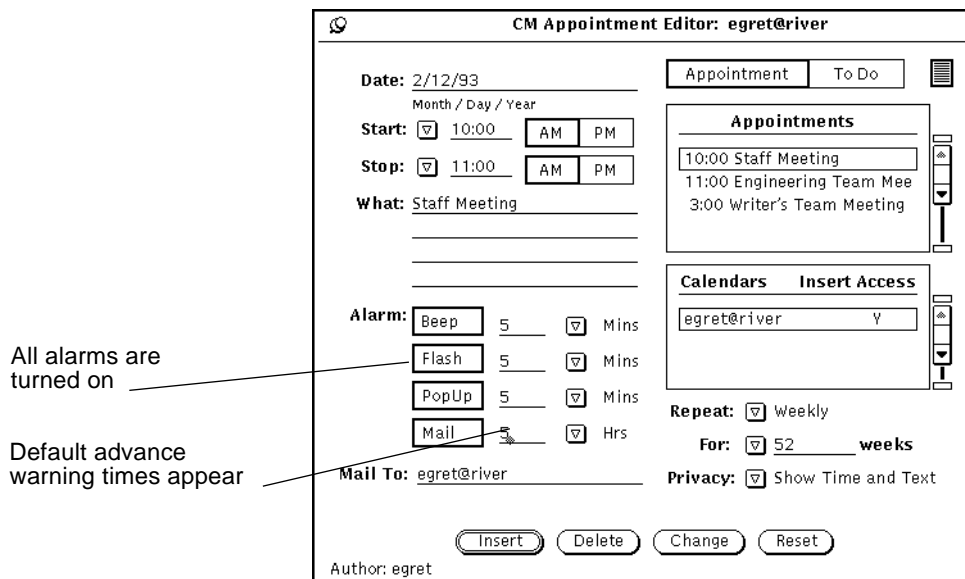 CM Appointment Editor: egret@river
Date: 2/12/93
Month / Day / Year
Start: 10:00 AM PM
Stop: 11:00 AM PM
What: Staff Meeting
Alarm: Beep 5 Mins
Flash 5 Mins
PopUp 5 Mins
Mail 5 Hrs
Mail To: egret@river
Appointment To Do
Appointments
10:00 Staff Meeting
11:00 Engineering Team Mee
3:00 Writer's Team Meeting
Calendars Insert Access
egret@river Y
Repeat: Weekly
For: 52 weeks
Privacy: Show Time and Text
Insert Delete Change Reset
Author: egret
All alarms are
turned on
Default advance
warning times appear